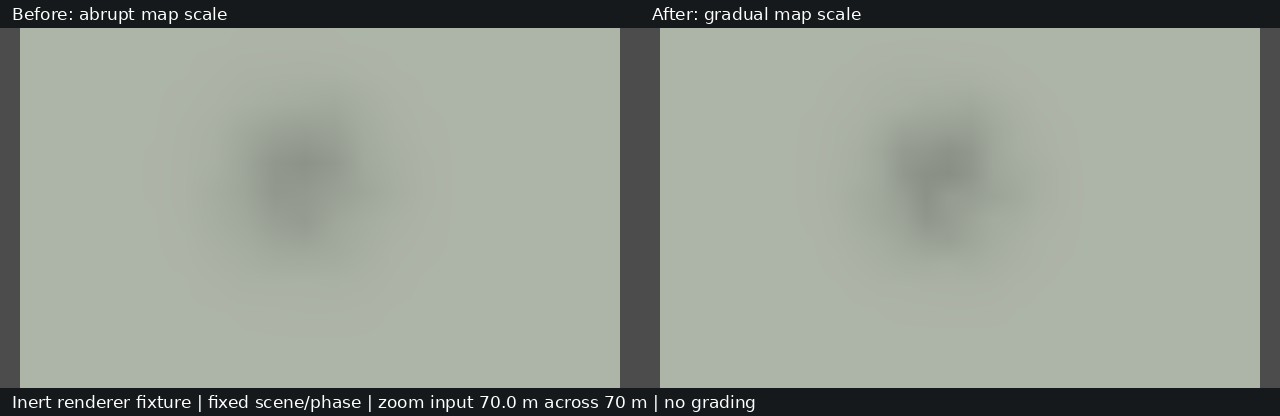 Before: abrupt map scale
After: gradual map scale
Inert renderer fixture | fixed scene/phase | zoom input 70.0 m across 70 m | no grading